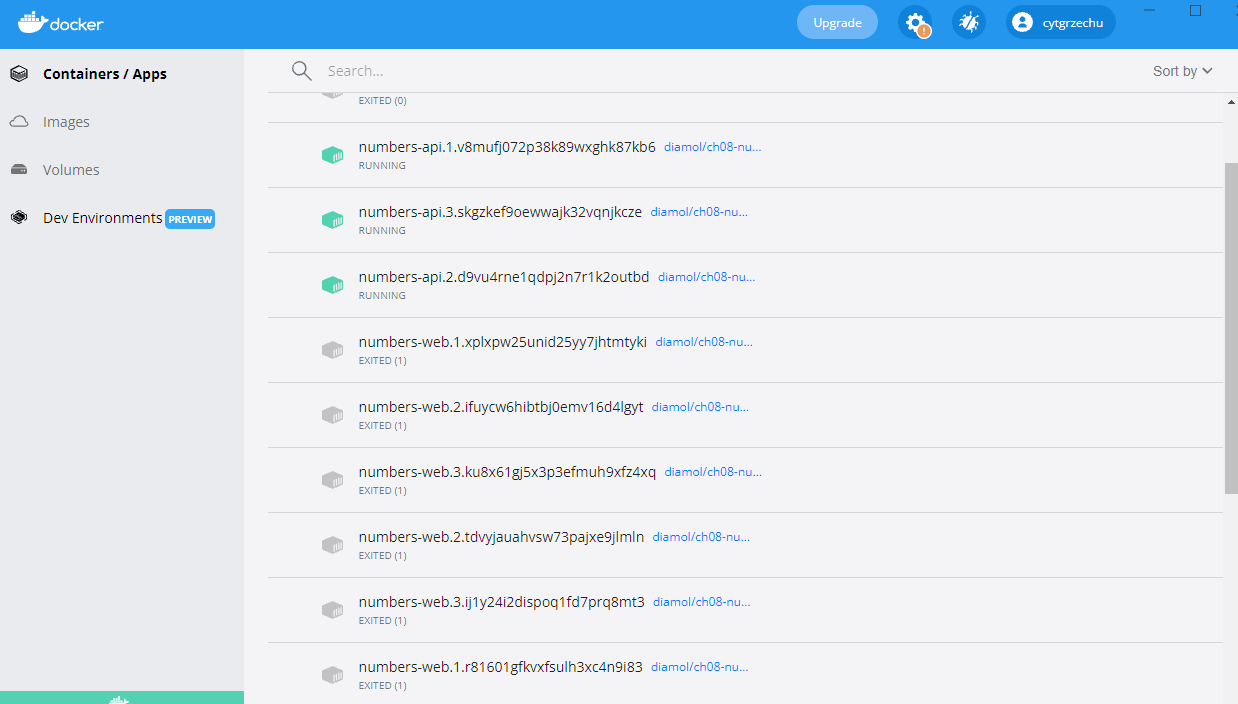 docker
Upgrade
cytgrzechu
Containers / Apps
Images
Volumes
Dev Environments PREVIEW
Search...
Sort by
EXITED (0)
numbers-api.1.v8mufj072p38k89wxghk87kb6 diamol/ch08-nu...
RUNNING
numbers-api.3.skgzkef9oewwajk32vqnjkcze diamol/ch08-nu...
RUNNING
numbers-api.2.d9vu4rne1qdpj2n7r1k2outbd diamol/ch08-nu...
RUNNING
numbers-web.1.xplxpw25unid25yy7jhtmtyki diamol/ch08-nu...
EXITED (1)
numbers-web.2.ifuycw6hibtbj0emv16d4lgyt diamol/ch08-nu...
EXITED (1)
numbers-web.3.ku8x61gj5x3p3efmuh9xfz4xq diamol/ch08-nu...
EXITED (1)
numbers-web.2.tdvyjauahvsw73pajxe9jlmln diamol/ch08-nu...
EXITED (1)
numbers-web.3.ij1y24i2dispoq1fd7prq8mt3 diamol/ch08-nu...
EXITED (1)
numbers-web.1.r81601gfkvxfsulh3xc4n9i83 diamol/ch08-nu...
EXITED (1)